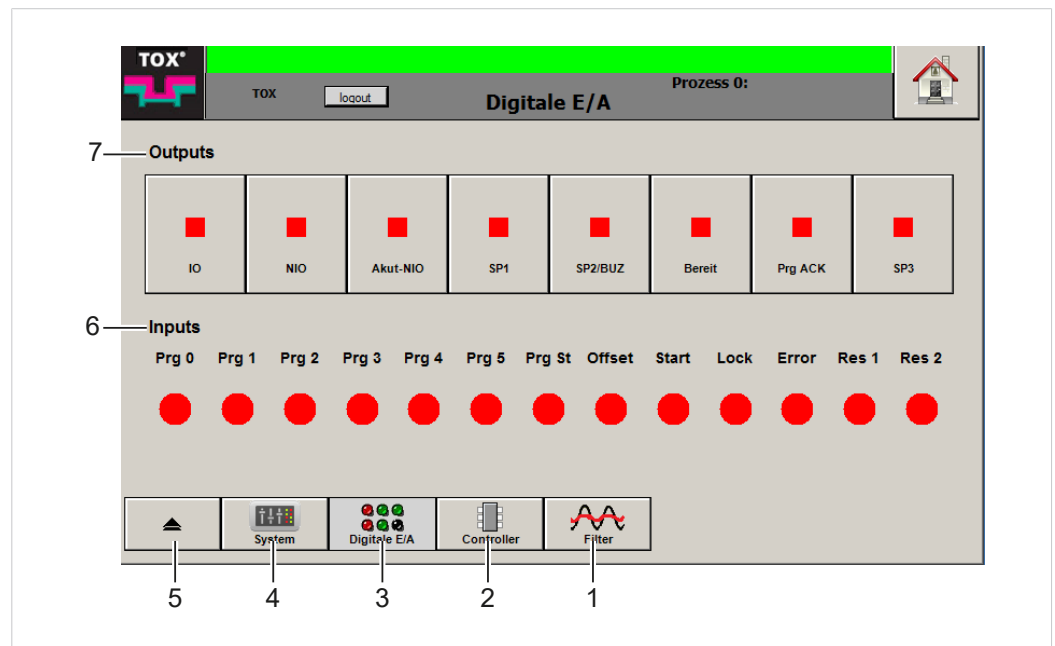 TOX®
TOX logout Digitale E/A Prozess 0:
7 Outputs
IO NIO Akut-NIO SP1 SP2/BUZ Bereit Prg ACK SP3
6 Inputs
Prg 0 Prg 1 Prg 2 Prg 3 Prg 4 Prg 5 Prg St Offset Start Lock Error Res 1 Res 2
System Digitale E/A Controller Filter
5 4 3 2 1